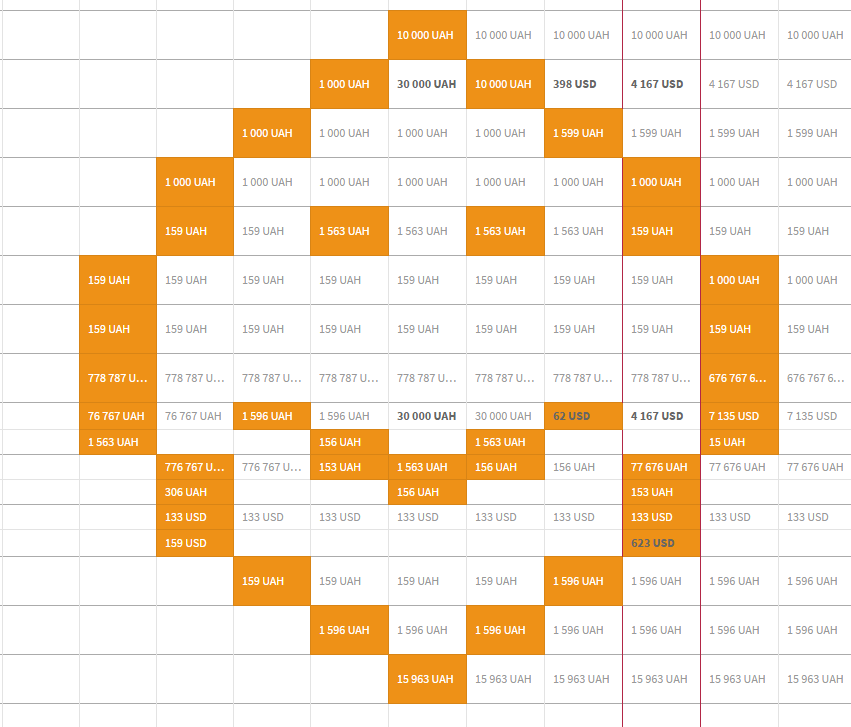 10 000 UAH 10 000 UAH 10 000 UAH 10 000 UAH 10 000 UAH 10 000 UAH
1 000 UAH 30 000 UAH 10 000 UAH 398 USD 4 167 USD 4 167 USD 4 167 USD
1 000 UAH 1 000 UAH 1 000 UAH 1 000 UAH 1 599 UAH 1 599 UAH 1 599 UAH 1 599 UAH
1 000 UAH 1 000 UAH 1 000 UAH 1 000 UAH 1 000 UAH 1 000 UAH 1 000 UAH 1 000 UAH 1 000 UAH
159 UAH 159 UAH 1 563 UAH 1 563 UAH 1 563 UAH 1 563 UAH 159 UAH 159 UAH 159 UAH
159 UAH 159 UAH 159 UAH 159 UAH 159 UAH 159 UAH 159 UAH 159 UAH 1 000 UAH 1 000 UAH
159 UAH 159 UAH 159 UAH 159 UAH 159 UAH 159 UAH 159 UAH 159 UAH 159 UAH 159 UAH
778 787 U... 778 787 U... 778 787 U... 778 787 U... 778 787 U... 778 787 U... 778 787 U... 778 787 U... 676 767 6... 676 767 6...
76 767 UAH 76 767 UAH 1 596 UAH 1 596 UAH 30 000 UAH 30 000 UAH 62 USD 4 167 USD 7 135 USD 7 135 USD
1 563 UAH 156 UAH 1 563 UAH 15 UAH
776 767 U... 776 767 U... 153 UAH 1 563 UAH 156 UAH 156 UAH 77 676 UAH 77 676 UAH 77 676 UAH
306 UAH 156 UAH 153 UAH
133 USD 133 USD 133 USD 133 USD 133 USD 133 USD 133 USD 133 USD 133 USD
159 USD 623 USD
159 UAH 159 UAH 159 UAH 159 UAH 1 596 UAH 1 596 UAH 1 596 UAH 1 596 UAH
1 596 UAH 1 596 UAH 1 596 UAH 1 596 UAH 1 596 UAH 1 596 UAH 1 596 UAH
15 963 UAH 15 963 UAH 15 963 UAH 15 963 UAH 15 963 UAH 15 963 UAH